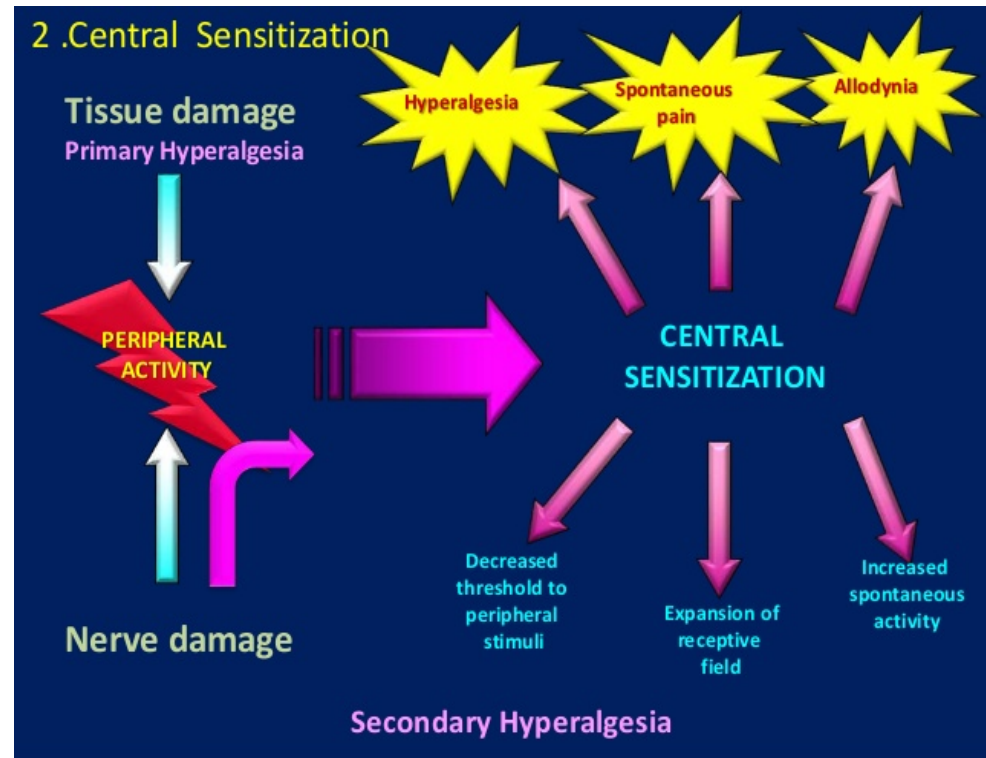 2 .Central Sensitization
Tissue damage
Primary Hyperalgesia
Hyperalgesia
Spontaneous
pain
Allodynia
PERIPHERAL
ACTIVITY
CENTRAL
SENSITIZATION
Nerve damage
Decreased
threshold to
peripheral
stimuli
Expansion of
receptive
field
Increased
spontaneous
activity
Secondary Hyperalgesia